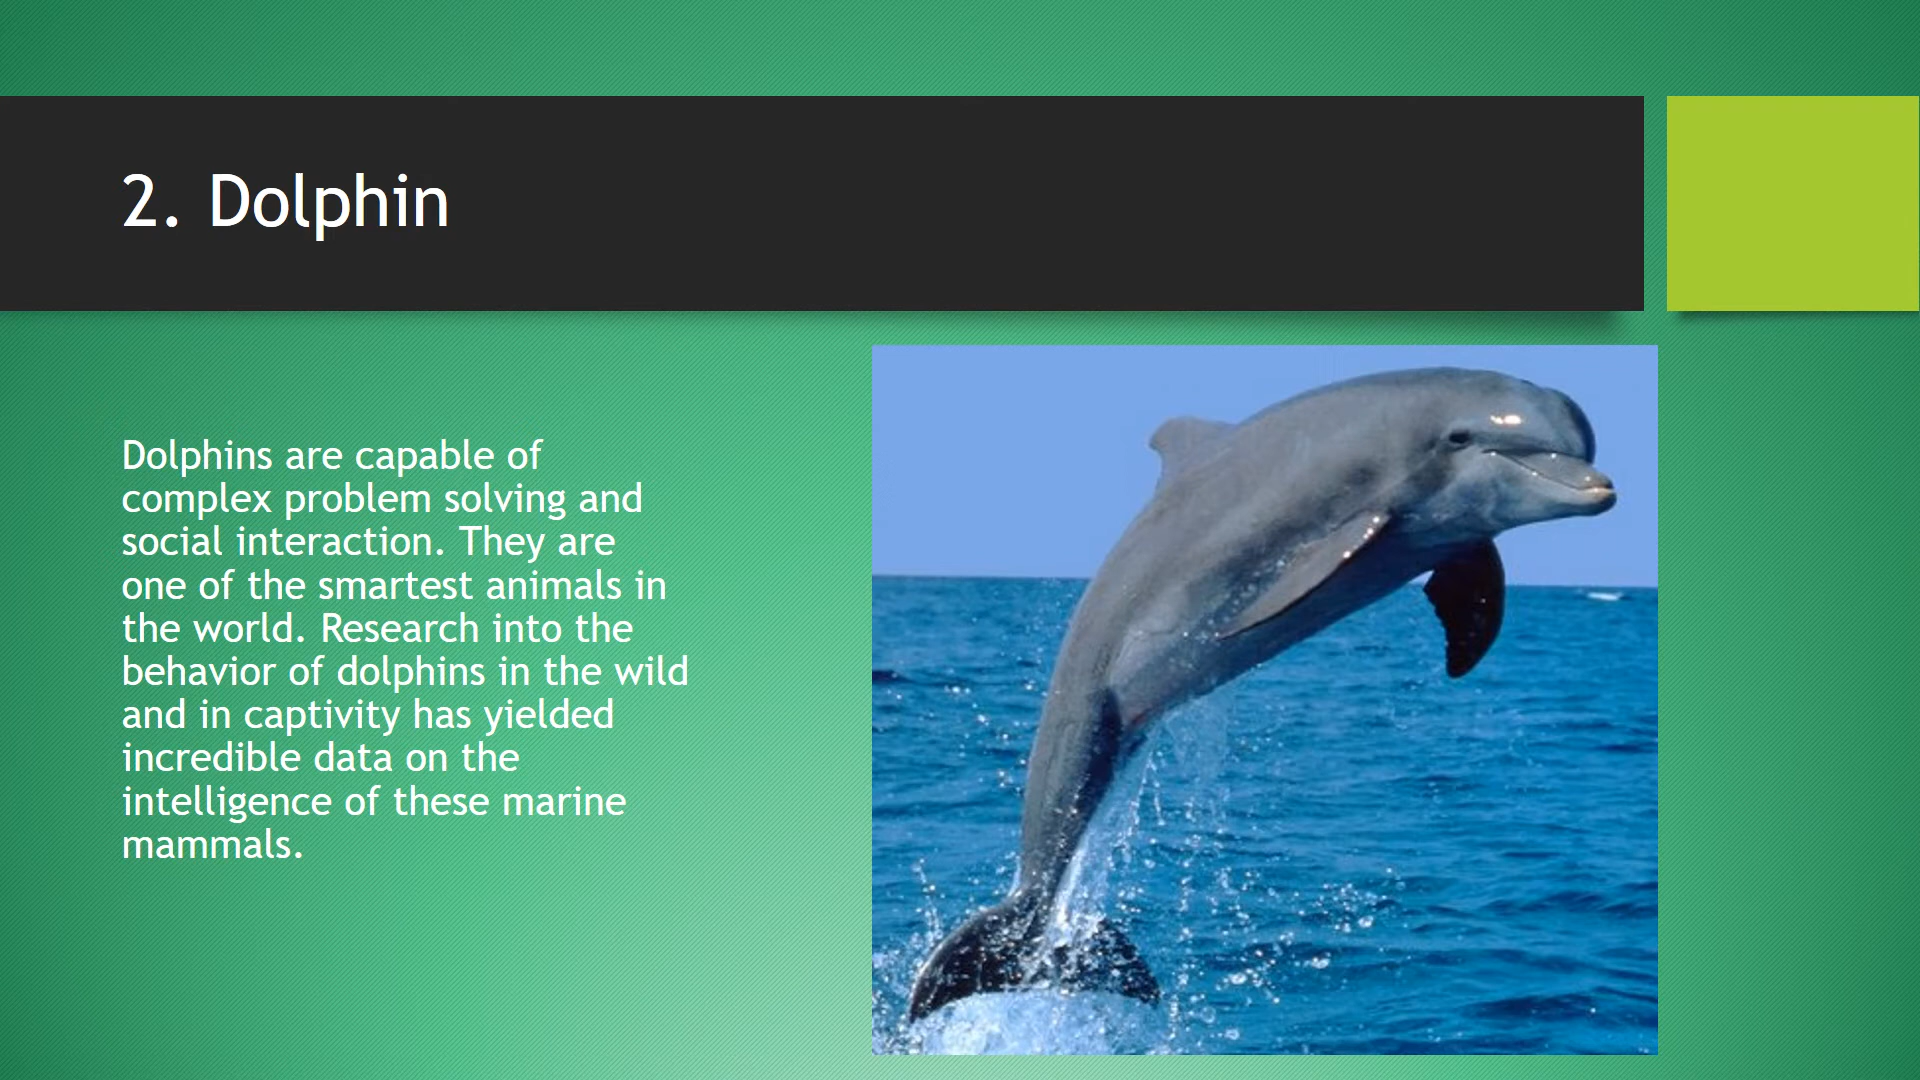 2. Dolphin
Dolphins are capable of
complex problem solving and
social interaction. They are
one of the smartest animals in
the world. Research into the
behavior of dolphins in the wild
and in captivity has yielded
incredible data on the
intelligence of these marine
mammals.